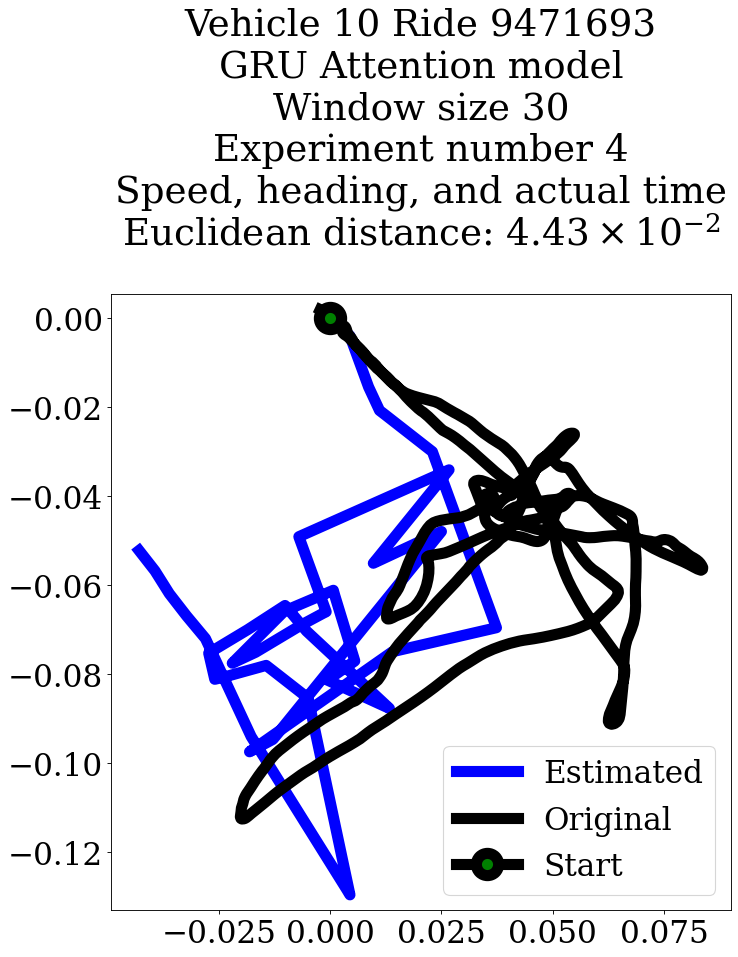 Vehicle 10 Ride 9471693
GRU Attention model
Window size 30
Experiment number 4
Speed, heading, and actual time
Euclidean distance: 4.43 × 10⁻²
0.00
−0.02
−0.04
−0.06
−0.08
−0.10
−0.12
Estimated
Original
Start
−0.025 0.000 0.025 0.050 0.075